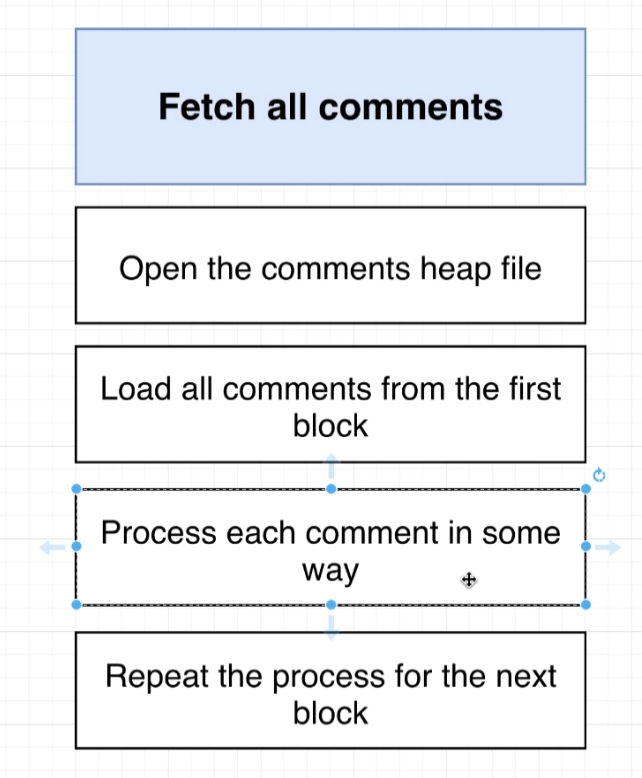 Fetch all comments
Open the comments heap file
Load all comments from the first
block
Process each comment in some
way
Repeat the process for the next
block